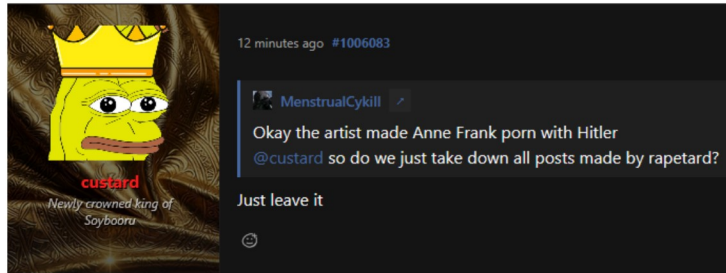 12 minutes ago #1006083
MenstrualCykill
Okay the artist made Anne Frank porn with Hitler
@custard so do we just take down all posts made by rapetard?
custard
Newly crowned king of
Soybooru
Just leave it